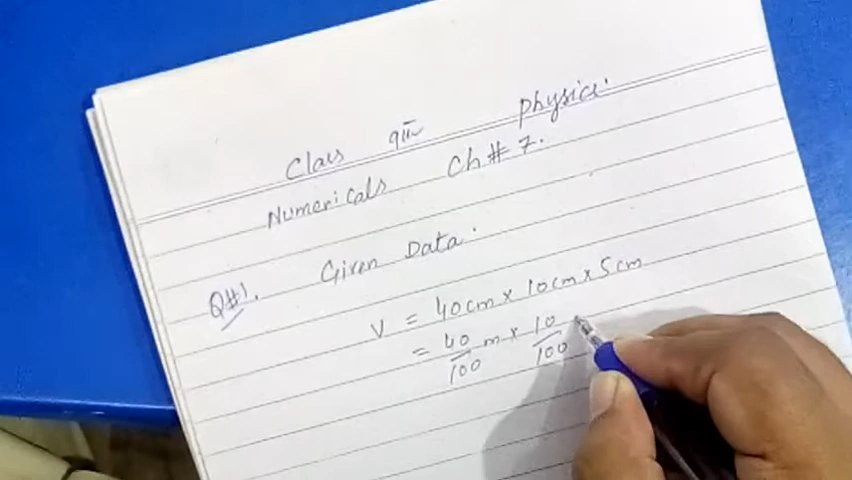 Class 9th Physics.
Numericals Ch # 7.
Q#1. Given Data.
V = 40cm x 10cm x 5cm
= 40/100 m x 10/100